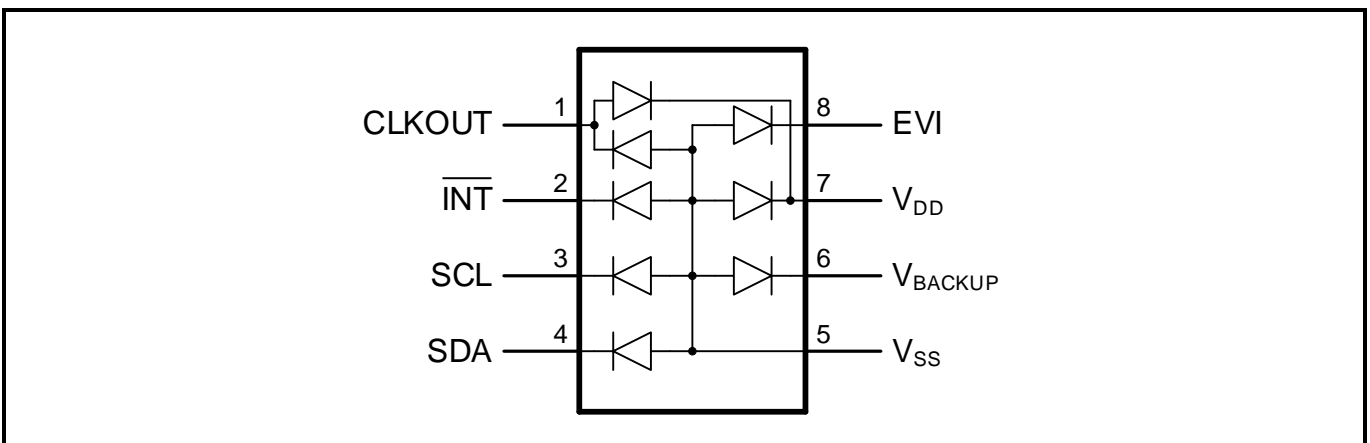 CLKOUT 1 8 EVI
INT 2 7 VDD
SCL 3 6 VBACKUP
SDA 4 5 VSS